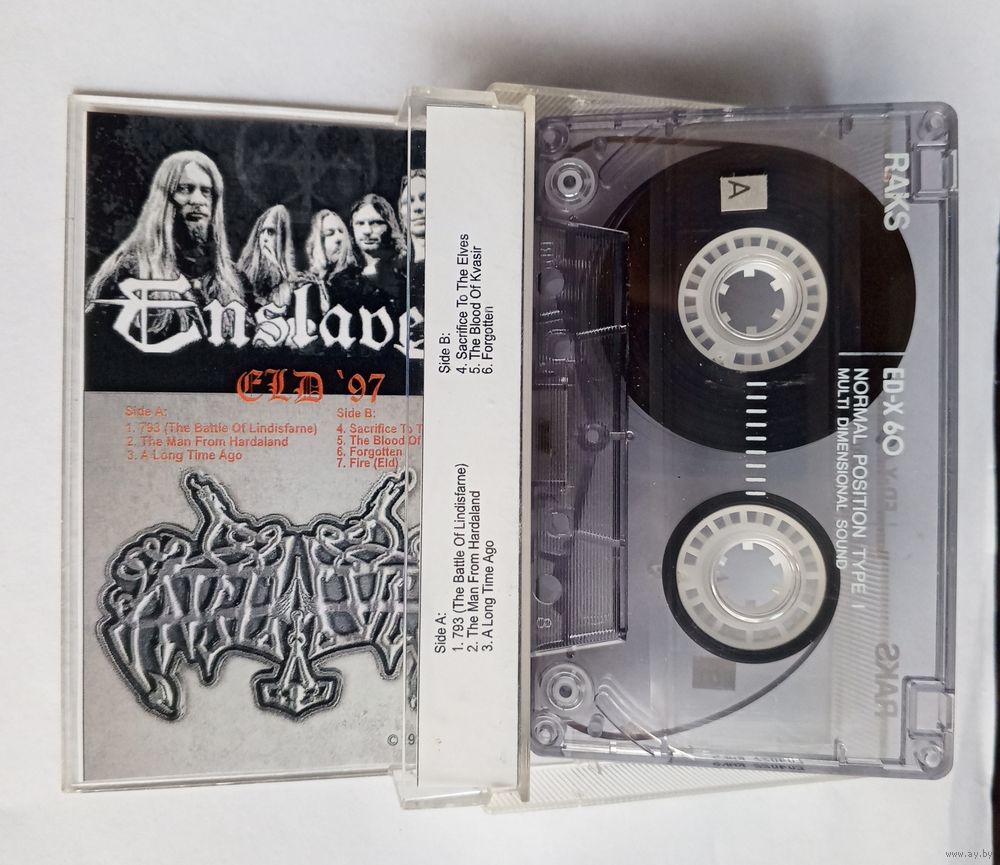 Enslave
ELD `97
Side A:
1. 793 (The Battle Of Lindisfarne)
2. The Man From Hardaland
3. A Long Time Ago
Side B:
4. Sacrifice To T
5. The Blood Of
6. Forgotten
7. Fire (Eld)
© 9
Side B:
4. Sacrifice To The Elves
5. The Blood Of Kvasir
6. Forgotten
Side A:
1. 793 (The Battle Of Lindisfarne)
2. The Man From Hardaland
3. A Long Time Ago
A
RAKS
ED-X 60
NORMAL POSITION TYPE I
MULTI DIMENSIONAL SOUND
RAKS
8
www.ay.by